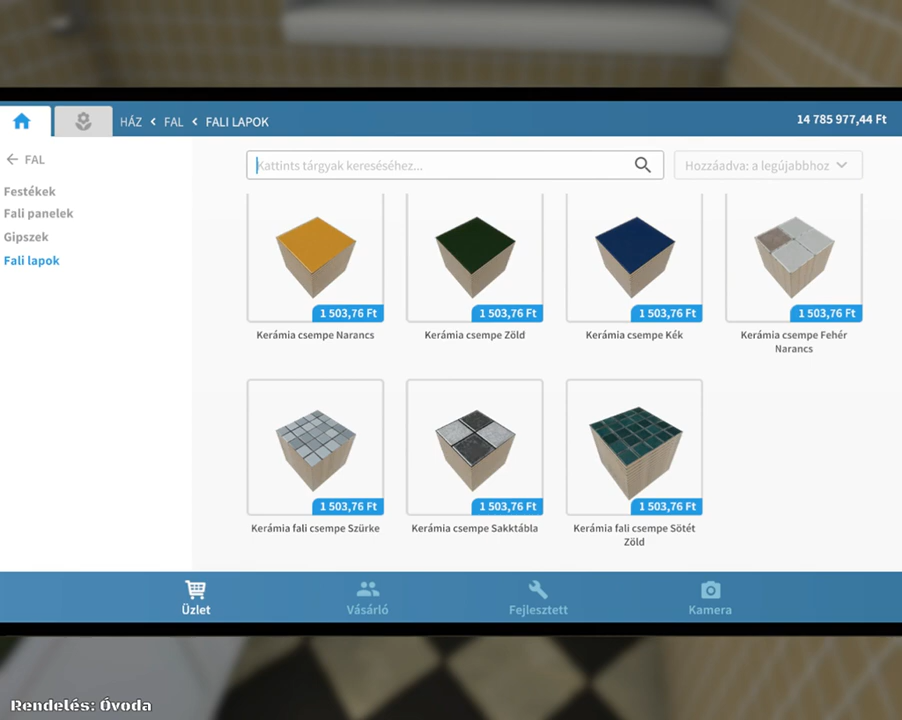 HÁZ < FAL < FALI LAPOK
14 785 977,44 Ft
← FAL
Kattints tárgyak kereséséhez...
Hozzáadva: a legújabbhoz
Festékek
Fali panelek
Gipszek
Fali lapok
1 503,76 Ft
1 503,76 Ft
1 503,76 Ft
1 503,76 Ft
Kerámia csempe Narancs
Kerámia csempe Zöld
Kerámia csempe Kék
Kerámia csempe Fehér
Narancs
1 503,76 Ft
1 503,76 Ft
1 503,76 Ft
Kerámia fali csempe Szürke
Kerámia csempe Sakktábla
Kerámia fali csempe Sötét
Zöld
Üzlet
Vásárló
Fejlesztett
Kamera
Rendelés: Óvoda